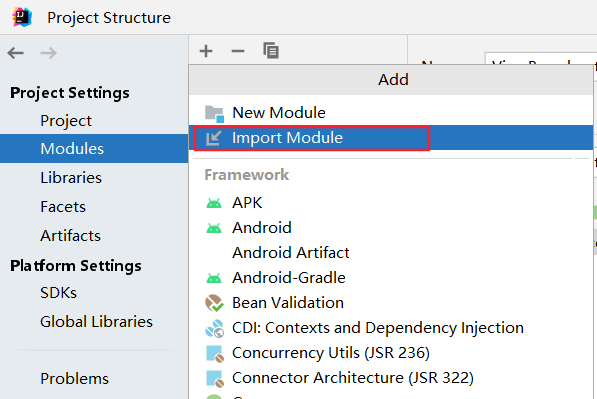 Project Structure
Project Settings
Project
Modules
Libraries
Facets
Artifacts
Platform Settings
SDKs
Global Libraries
Problems
Add
New Module
Import Module
Framework
APK
Android
Android Artifact
Android-Gradle
Bean Validation
CDI: Contexts and Dependency Injection
Concurrency Utils (JSR 236)
Connector Architecture (JSR 322)